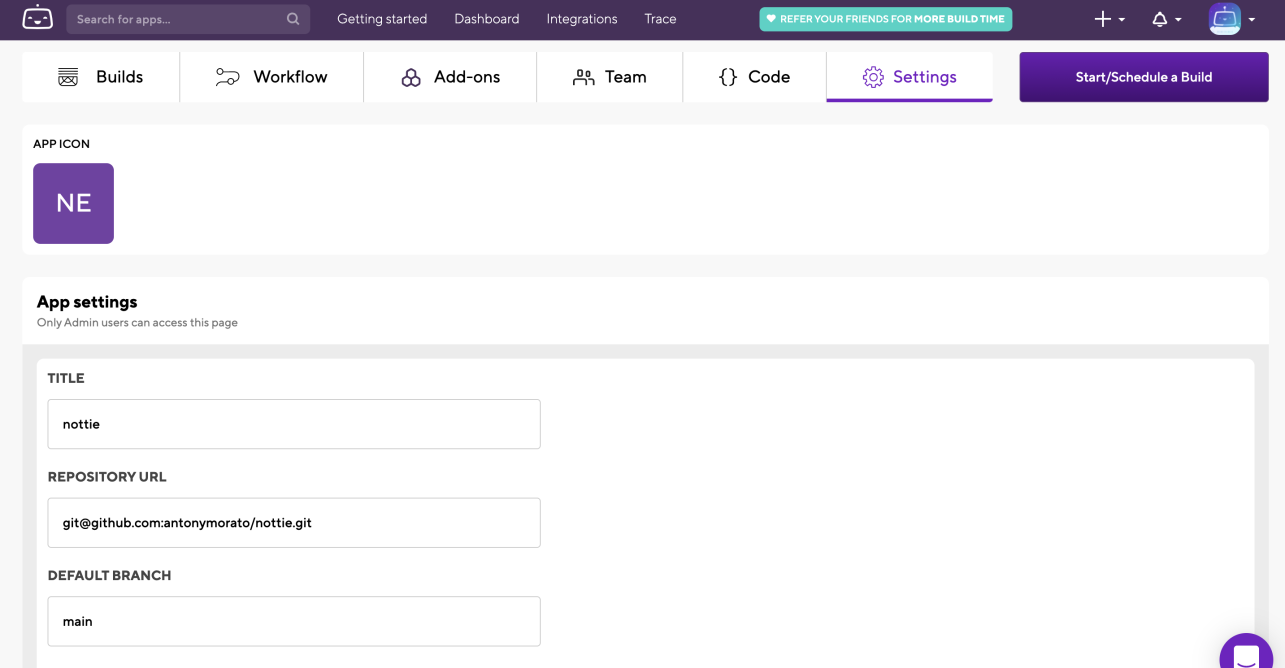 Search for apps...
Getting started
Dashboard
Integrations
Trace
REFER YOUR FRIENDS FOR MORE BUILD TIME
Builds
Workflow
Add-ons
Team
Code
Settings
Start/Schedule a Build
APP ICON
NE
App settings
Only Admin users can access this page
TITLE
nottie
REPOSITORY URL
git@github.com:antonymorato/nottie.git
DEFAULT BRANCH
main